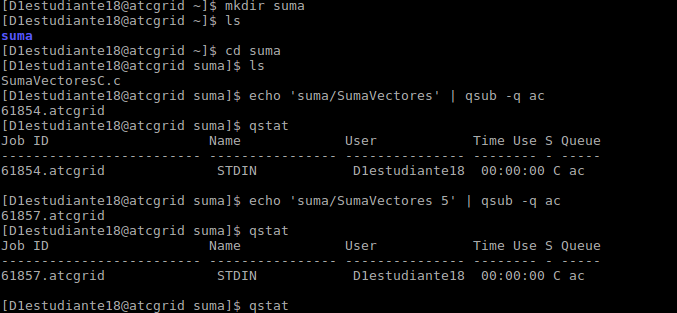 [D1estudiante18@atcgrid ~]$ mkdir suma
[D1estudiante18@atcgrid ~]$ ls
suma
[D1estudiante18@atcgrid ~]$ cd suma
[D1estudiante18@atcgrid suma]$ ls
SumaVectoresC.c
[D1estudiante18@atcgrid suma]$ echo 'suma/SumaVectores' | qsub -q ac
61854.atcgrid
[D1estudiante18@atcgrid suma]$ qstat
Job ID                    Name             User            Time Use S Queue
------------------------- ---------------- --------------- -------- - -----
61854.atcgrid              STDIN            D1estudiante18  00:00:00 C ac

[D1estudiante18@atcgrid suma]$ echo 'suma/SumaVectores 5' | qsub -q ac
61857.atcgrid
[D1estudiante18@atcgrid suma]$ qstat
Job ID                    Name             User            Time Use S Queue
------------------------- ---------------- --------------- -------- - -----
61857.atcgrid              STDIN            D1estudiante18  00:00:00 C ac

[D1estudiante18@atcgrid suma]$ qstat